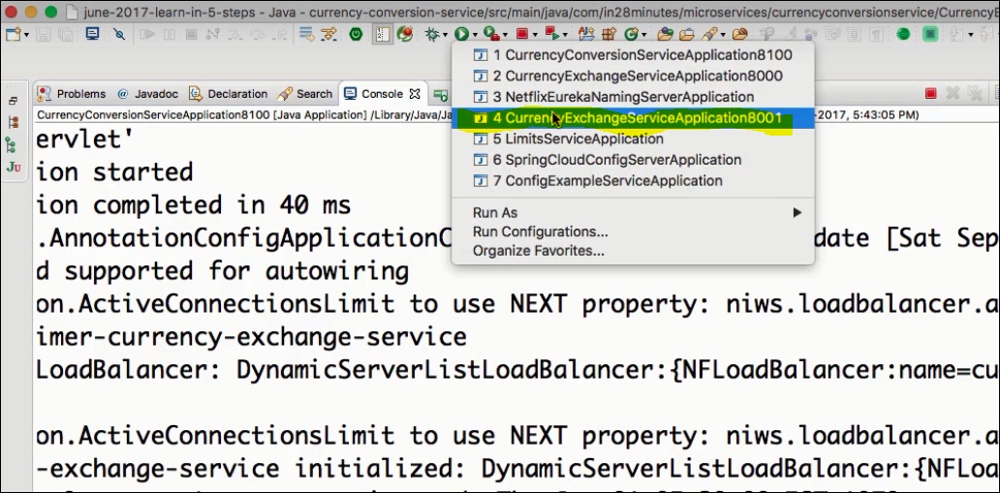 june-2017-learn-in-5-steps - Java - currency-conversion-service/src/main/java/com/in28minutes/microservices/currencyconversionservice/Currency
1 CurrencyConversionServiceApplication8100
2 CurrencyExchangeServiceApplication8000
3 NetflixEurekaNamingServerApplication
4 CurrencyExchangeServiceApplication8001
5 LimitsServiceApplication
6 SpringCloudConfigServerApplication
7 ConfigExampleServiceApplication
Run As
Run Configurations...
Organize Favorites...
Problems Javadoc Declaration Search Console
CurrencyConversionServiceApplication8100 [Java Application] /Library/Java/Ja -2017, 5:43:05 PM)
ervlet'
ion started
ion completed in 40 ms
.AnnotationConfigApplicationC date [Sat Sep
d supported for autowiring
on.ActiveConnectionsLimit to use NEXT property: niws.loadbalancer.a
imer-currency-exchange-service
LoadBalancer: DynamicServerListLoadBalancer:{NFLoadBalancer:name=cu
on.ActiveConnectionsLimit to use NEXT property: niws.loadbalancer.a
-exchange-service initialized: DynamicServerListLoadBalancer:{NFLoa